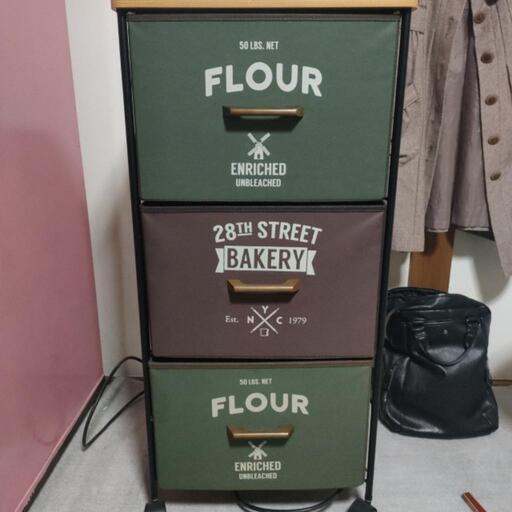 50 LBS. NET
FLOUR
ENRICHED
UNBLEACHED
28TH STREET
BAKERY
Y
Est. N C 1979
50 LBS. NET
FLOUR
ENRICHED
UNBLEACHED